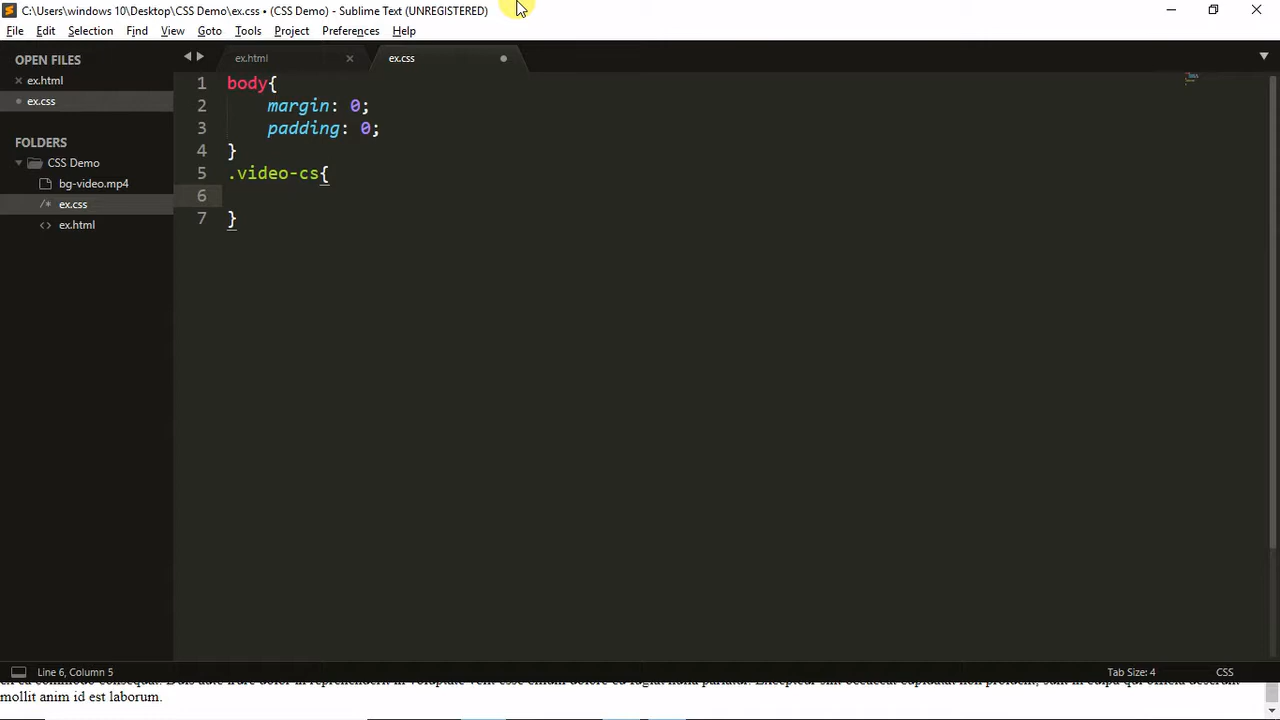 C:\Users\windows 10\Desktop\CSS Demo\ex.css • (CSS Demo) - Sublime Text (UNREGISTERED)
File Edit Selection Find View Goto Tools Project Preferences Help
OPEN FILES
ex.html
ex.css
FOLDERS
CSS Demo
bg-video.mp4
/* ex.css
<> ex.html
ex.html ex.css
1 body{
2 margin: 0;
3 padding: 0;
4 }
5 .video-cs{
6
7 }
Line 6, Column 5 Tab Size: 4 CSS
mollit anim id est laborum.